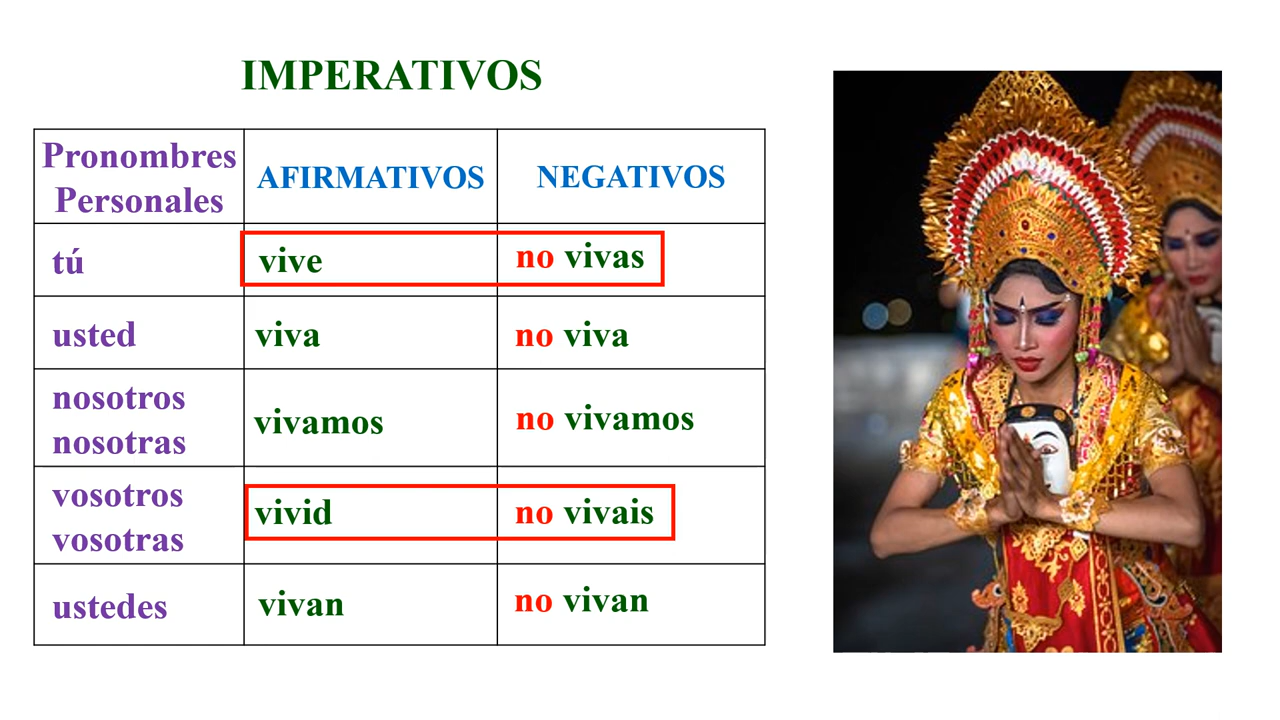 IMPERATIVOS
Pronombres
Personales
AFIRMATIVOS
NEGATIVOS
tú
vive
no vivas
usted
viva
no viva
nosotros
nosotras
vivamos
no vivamos
vosotros
vosotras
vivid
no vivais
ustedes
vivan
no vivan